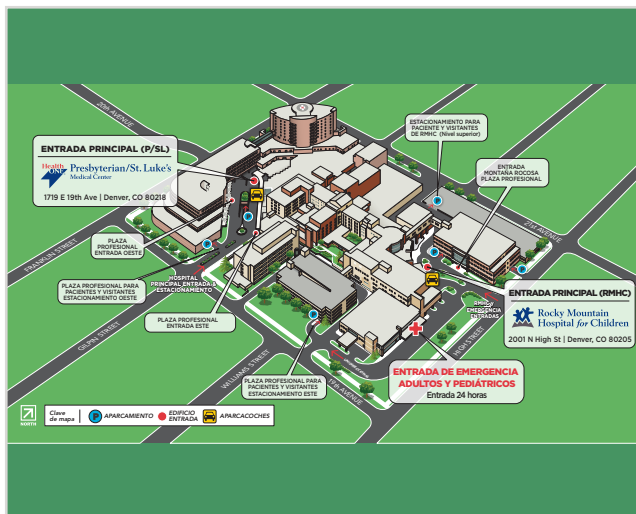 20th AVENUE
ENTRADA PRINCIPAL (P/SL)
HealthONE
Presbyterian/St. Luke's
Medical Center
1719 E 19th Ave | Denver, CO 80218
ESTACIONAMIENTO PARA
PACIENTE Y VISITANTES
DE RMHC (Nivel superior)
ENTRADA
MONTAÑA ROCOSA
PLAZA PROFESIONAL
21st AVENUE
FRANKLIN STREET
PLAZA
PROFESIONAL
ENTRADA OESTE
HOSPITAL
PRINCIPAL ENTRADA &
ESTACIONAMIENTO
PLAZA PROFESIONAL PARA
PACIENTES Y VISITANTES
ESTACIONAMIENTO OESTE
PLAZA PROFESIONAL
ENTRADA ESTE
GILPIN STREET
WILLIAMS STREET
RMHC Y
EMERGENCIA
ENTRADAS
HIGH STREET
ENTRADA PRINCIPAL (RMHC)
Rocky Mountain
Hospital for Children
2001 N High St | Denver, CO 80205
ENTRADA DE EMERGENCIA
ADULTOS Y PEDIÁTRICOS
Entrada 24 horas
PLAZA PROFESIONAL PARA
PACIENTES Y VISITANTES
ESTACIONAMIENTO ESTE
19th AVENUE
NORTH
Clave
de mapa
P APARCAMIENTO
EDIFICIO
ENTRADA
APARCACOCHES